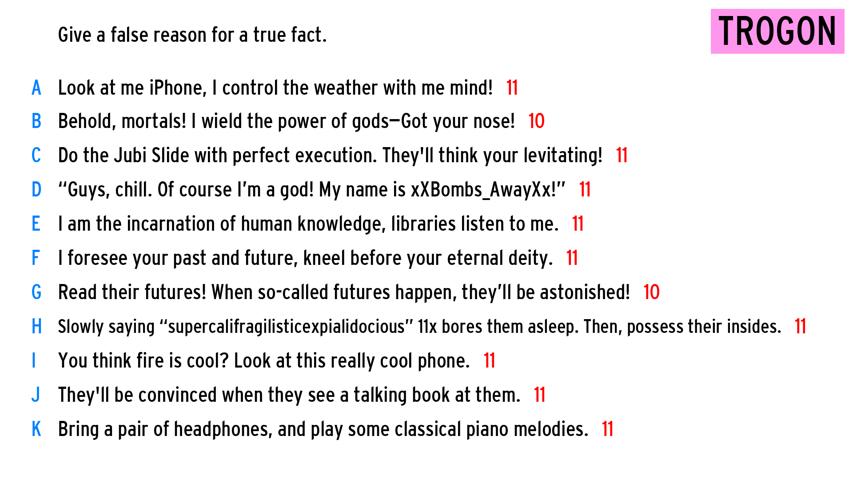 Give a false reason for a true fact.
TROGON
A Look at me iPhone, I control the weather with me mind! 11
B Behold, mortals! I wield the power of gods—Got your nose! 10
C Do the Jubi Slide with perfect execution. They'll think your levitating! 11
D “Guys, chill. Of course I’m a god! My name is xXBombs_AwayXx!” 11
E I am the incarnation of human knowledge, libraries listen to me. 11
F I foresee your past and future, kneel before your eternal deity. 11
G Read their futures! When so-called futures happen, they’ll be astonished! 10
H Slowly saying “supercalifragilisticexpialidocious” 11x bores them asleep. Then, possess their insides. 11
I You think fire is cool? Look at this really cool phone. 11
J They'll be convinced when they see a talking book at them. 11
K Bring a pair of headphones, and play some classical piano melodies. 11